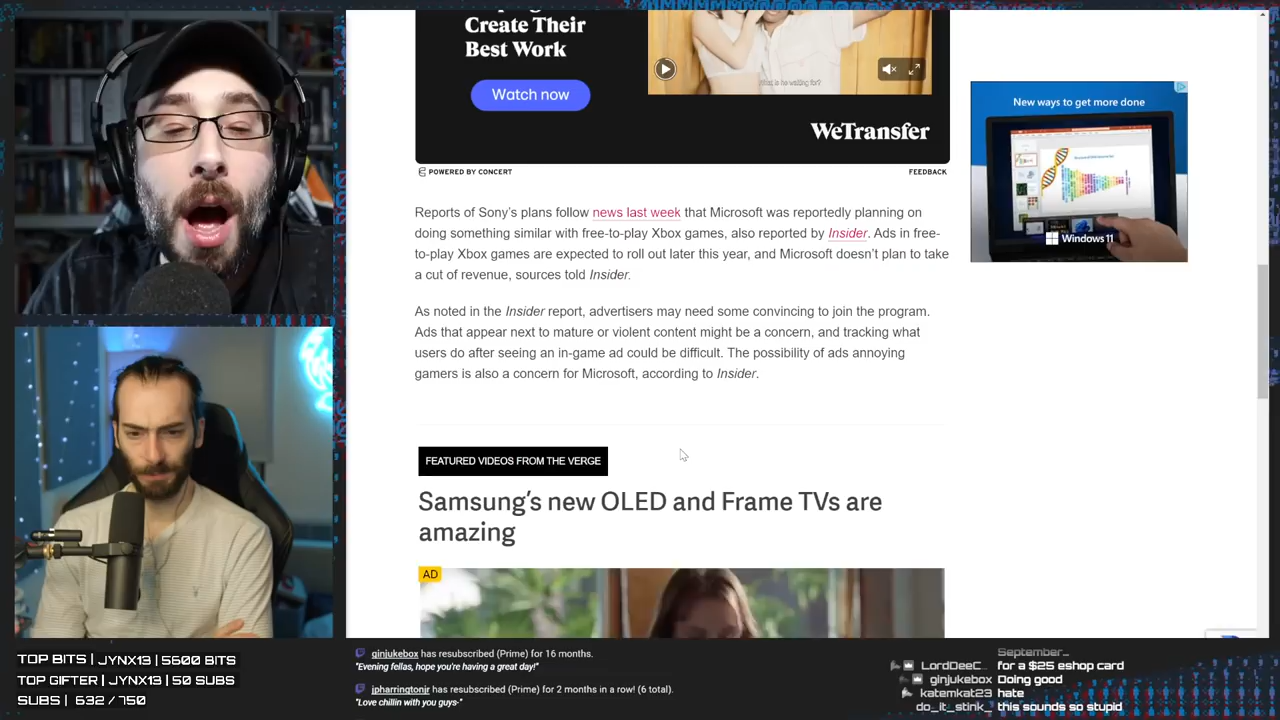 Create Their
Best Work
Watch now
What is he waiting for?
WeTransfer
POWERED BY CONCERT
FEEDBACK
New ways to get more done
Windows 11
Reports of Sony's plans follow news last week that Microsoft was reportedly planning on
doing something similar with free-to-play Xbox games, also reported by Insider. Ads in free-
to-play Xbox games are expected to roll out later this year, and Microsoft doesn't plan to take
a cut of revenue, sources told Insider.
As noted in the Insider report, advertisers may need some convincing to join the program.
Ads that appear next to mature or violent content might be a concern, and tracking what
users do after seeing an in-game ad could be difficult. The possibility of ads annoying
gamers is also a concern for Microsoft, according to Insider.
FEATURED VIDEOS FROM THE VERGE
Samsung's new OLED and Frame TVs are
amazing
AD
TOP BITS | JYNX13 | 5600 BITS
TOP GIFTER | JYNX13 | 50 SUBS
SUBS | 632 / 750
ginjukebox has resubscribed (Prime) for 16 months.
"Evening fellas, hope you're having a great day!"
jpharringtonjr has resubscribed (Prime) for 2 months in a row! (6 total).
"Love chillin with you guys-"
September_
LordDeeC_ for a $25 eshop card
ginjukebox Doing good
katemkat23 hate
do_it_stink_ this sounds so stupid